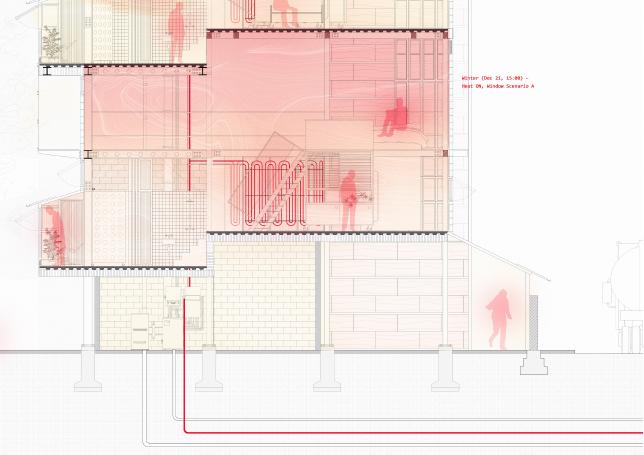 Winter (Dec 21, 15:00) -
Heat ON, Window Scenario A